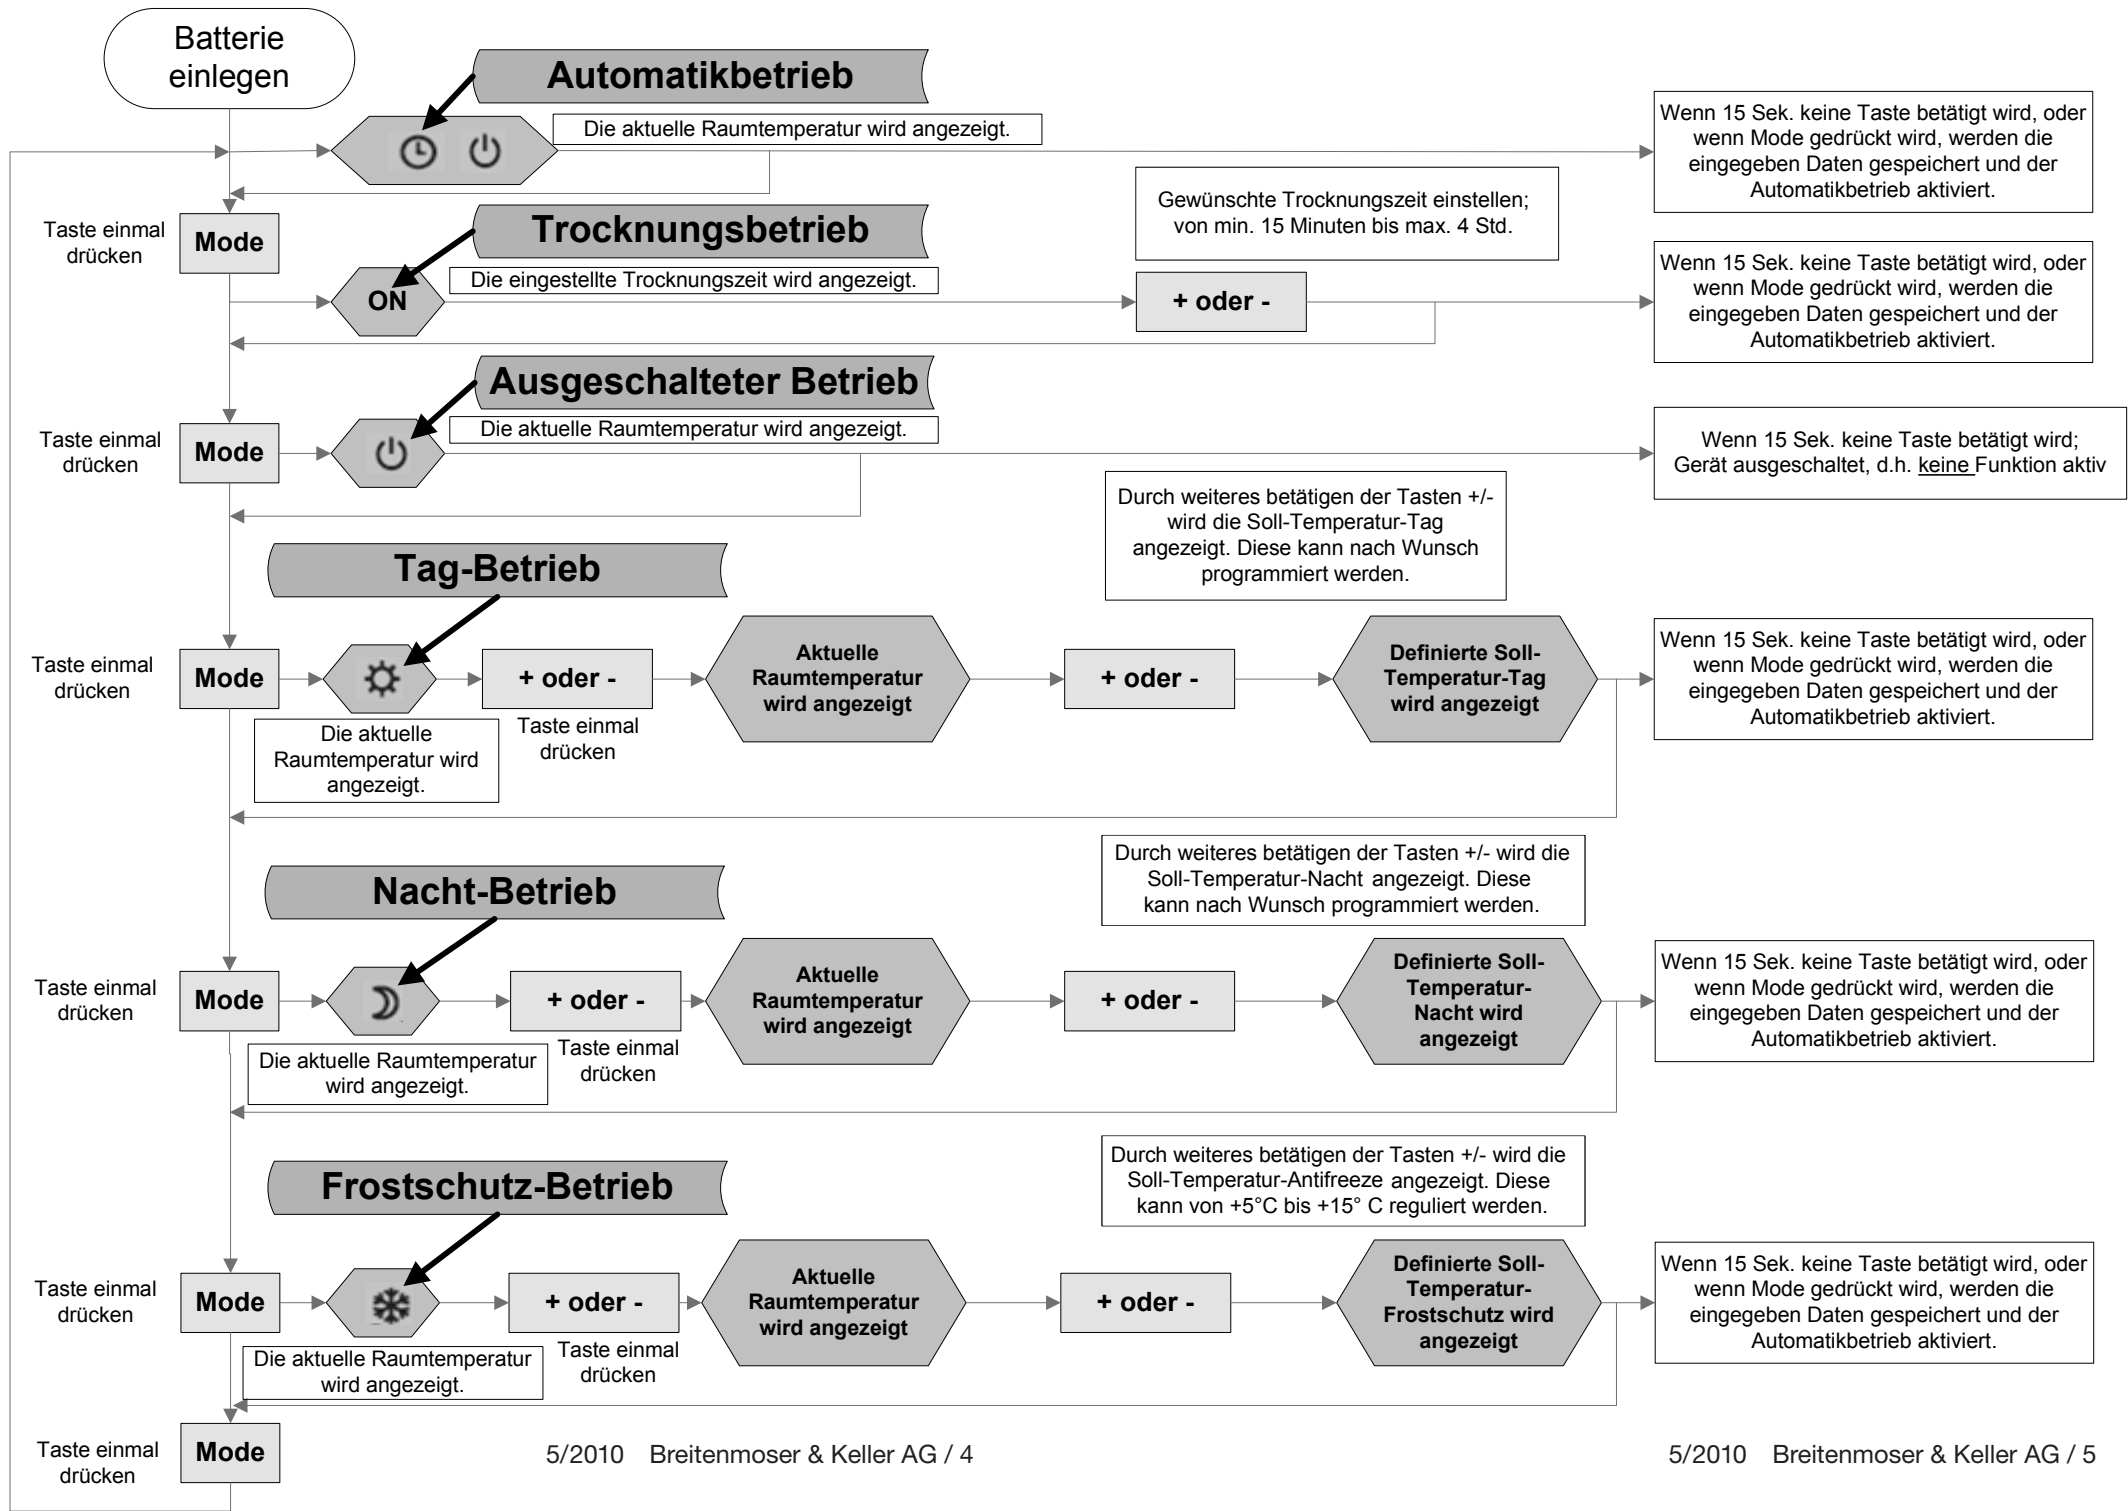 Batterie
einlegen
Automatikbetrieb
Die aktuelle Raumtemperatur wird angezeigt.
Wenn 15 Sek. keine Taste betätigt wird, oder
wenn Mode gedrückt wird, werden die
eingegeben Daten gespeichert und der
Automatikbetrieb aktiviert.
Taste einmal
drücken
Mode
Trocknungsbetrieb
Gewünschte Trocknungszeit einstellen;
von min. 15 Minuten bis max. 4 Std.
ON
Die eingestellte Trocknungszeit wird angezeigt.
+ oder -
Wenn 15 Sek. keine Taste betätigt wird, oder
wenn Mode gedrückt wird, werden die
eingegeben Daten gespeichert und der
Automatikbetrieb aktiviert.
Ausgeschalteter Betrieb
Taste einmal
drücken
Mode
Die aktuelle Raumtemperatur wird angezeigt.
Wenn 15 Sek. keine Taste betätigt wird;
Gerät ausgeschaltet, d.h. keine Funktion aktiv
Durch weiteres betätigen der Tasten +/-
wird die Soll-Temperatur-Tag
angezeigt. Diese kann nach Wunsch
programmiert werden.
Tag-Betrieb
Taste einmal
drücken
Mode
Die aktuelle
Raumtemperatur wird
angezeigt.
+ oder -
Taste einmal
drücken
Aktuelle
Raumtemperatur
wird angezeigt
+ oder -
Definierte Soll-
Temperatur-Tag
wird angezeigt
Wenn 15 Sek. keine Taste betätigt wird, oder
wenn Mode gedrückt wird, werden die
eingegeben Daten gespeichert und der
Automatikbetrieb aktiviert.
Durch weiteres betätigen der Tasten +/- wird die
Soll-Temperatur-Nacht angezeigt. Diese
kann nach Wunsch programmiert werden.
Nacht-Betrieb
Taste einmal
drücken
Mode
Die aktuelle Raumtemperatur
wird angezeigt.
+ oder -
Taste einmal
drücken
Aktuelle
Raumtemperatur
wird angezeigt
+ oder -
Definierte Soll-
Temperatur-
Nacht wird
angezeigt
Wenn 15 Sek. keine Taste betätigt wird, oder
wenn Mode gedrückt wird, werden die
eingegeben Daten gespeichert und der
Automatikbetrieb aktiviert.
Durch weiteres betätigen der Tasten +/- wird die
Soll-Temperatur-Antifreeze angezeigt. Diese
kann von +5°C bis +15° C reguliert werden.
Frostschutz-Betrieb
Taste einmal
drücken
Mode
Die aktuelle Raumtemperatur
wird angezeigt.
+ oder -
Taste einmal
drücken
Aktuelle
Raumtemperatur
wird angezeigt
+ oder -
Definierte Soll-
Temperatur-
Frostschutz wird
angezeigt
Wenn 15 Sek. keine Taste betätigt wird, oder
wenn Mode gedrückt wird, werden die
eingegeben Daten gespeichert und der
Automatikbetrieb aktiviert.
Taste einmal
drücken
Mode
5/2010 Breitenmoser & Keller AG / 4
5/2010 Breitenmoser & Keller AG / 5